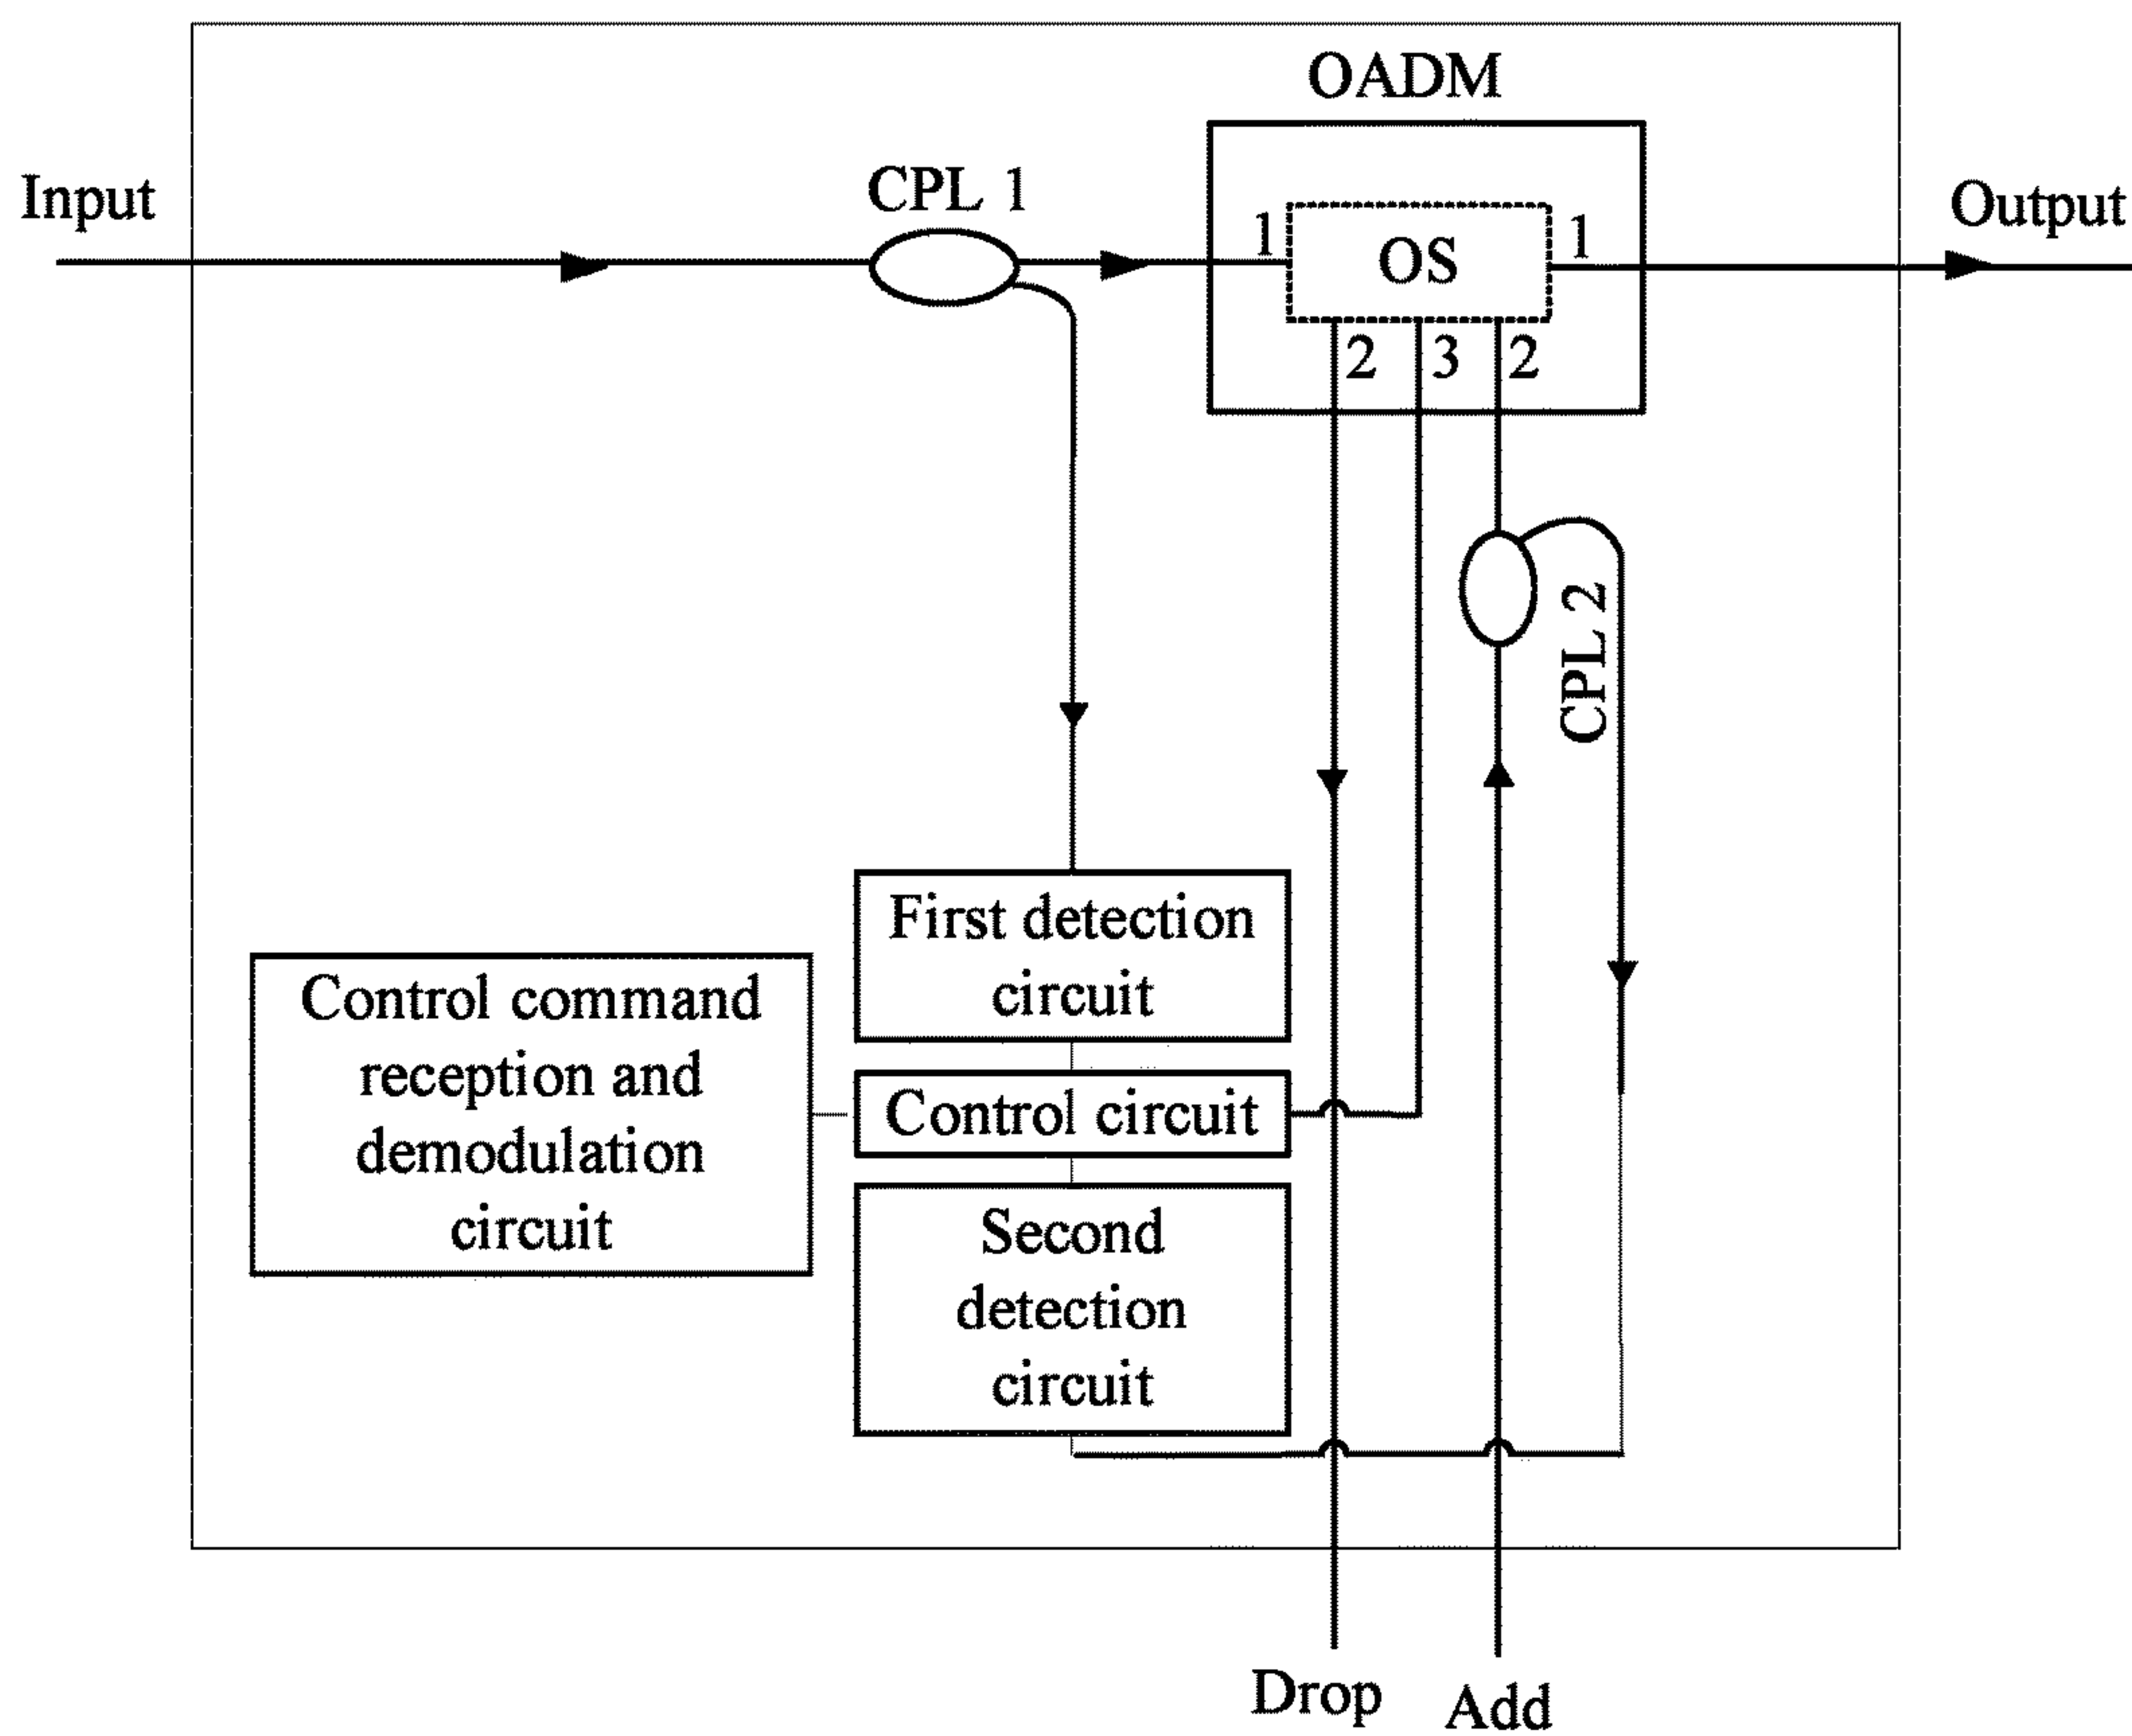 OADM
CPL 1
Input
Output
1
OS
1
2
3
2
CPL 2
First detection
circuit
Control command
reception and
demodulation
circuit
Control circuit
Second
detection
circuit
Drop
Add